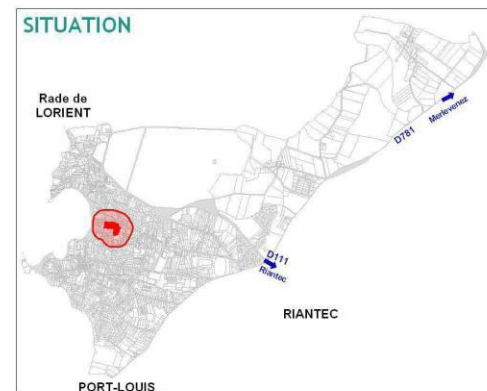 SITUATION
Rade de
LORIENT
D781
Merlevenez
D111
Riantec
RIANTEC
PORT-LOUIS